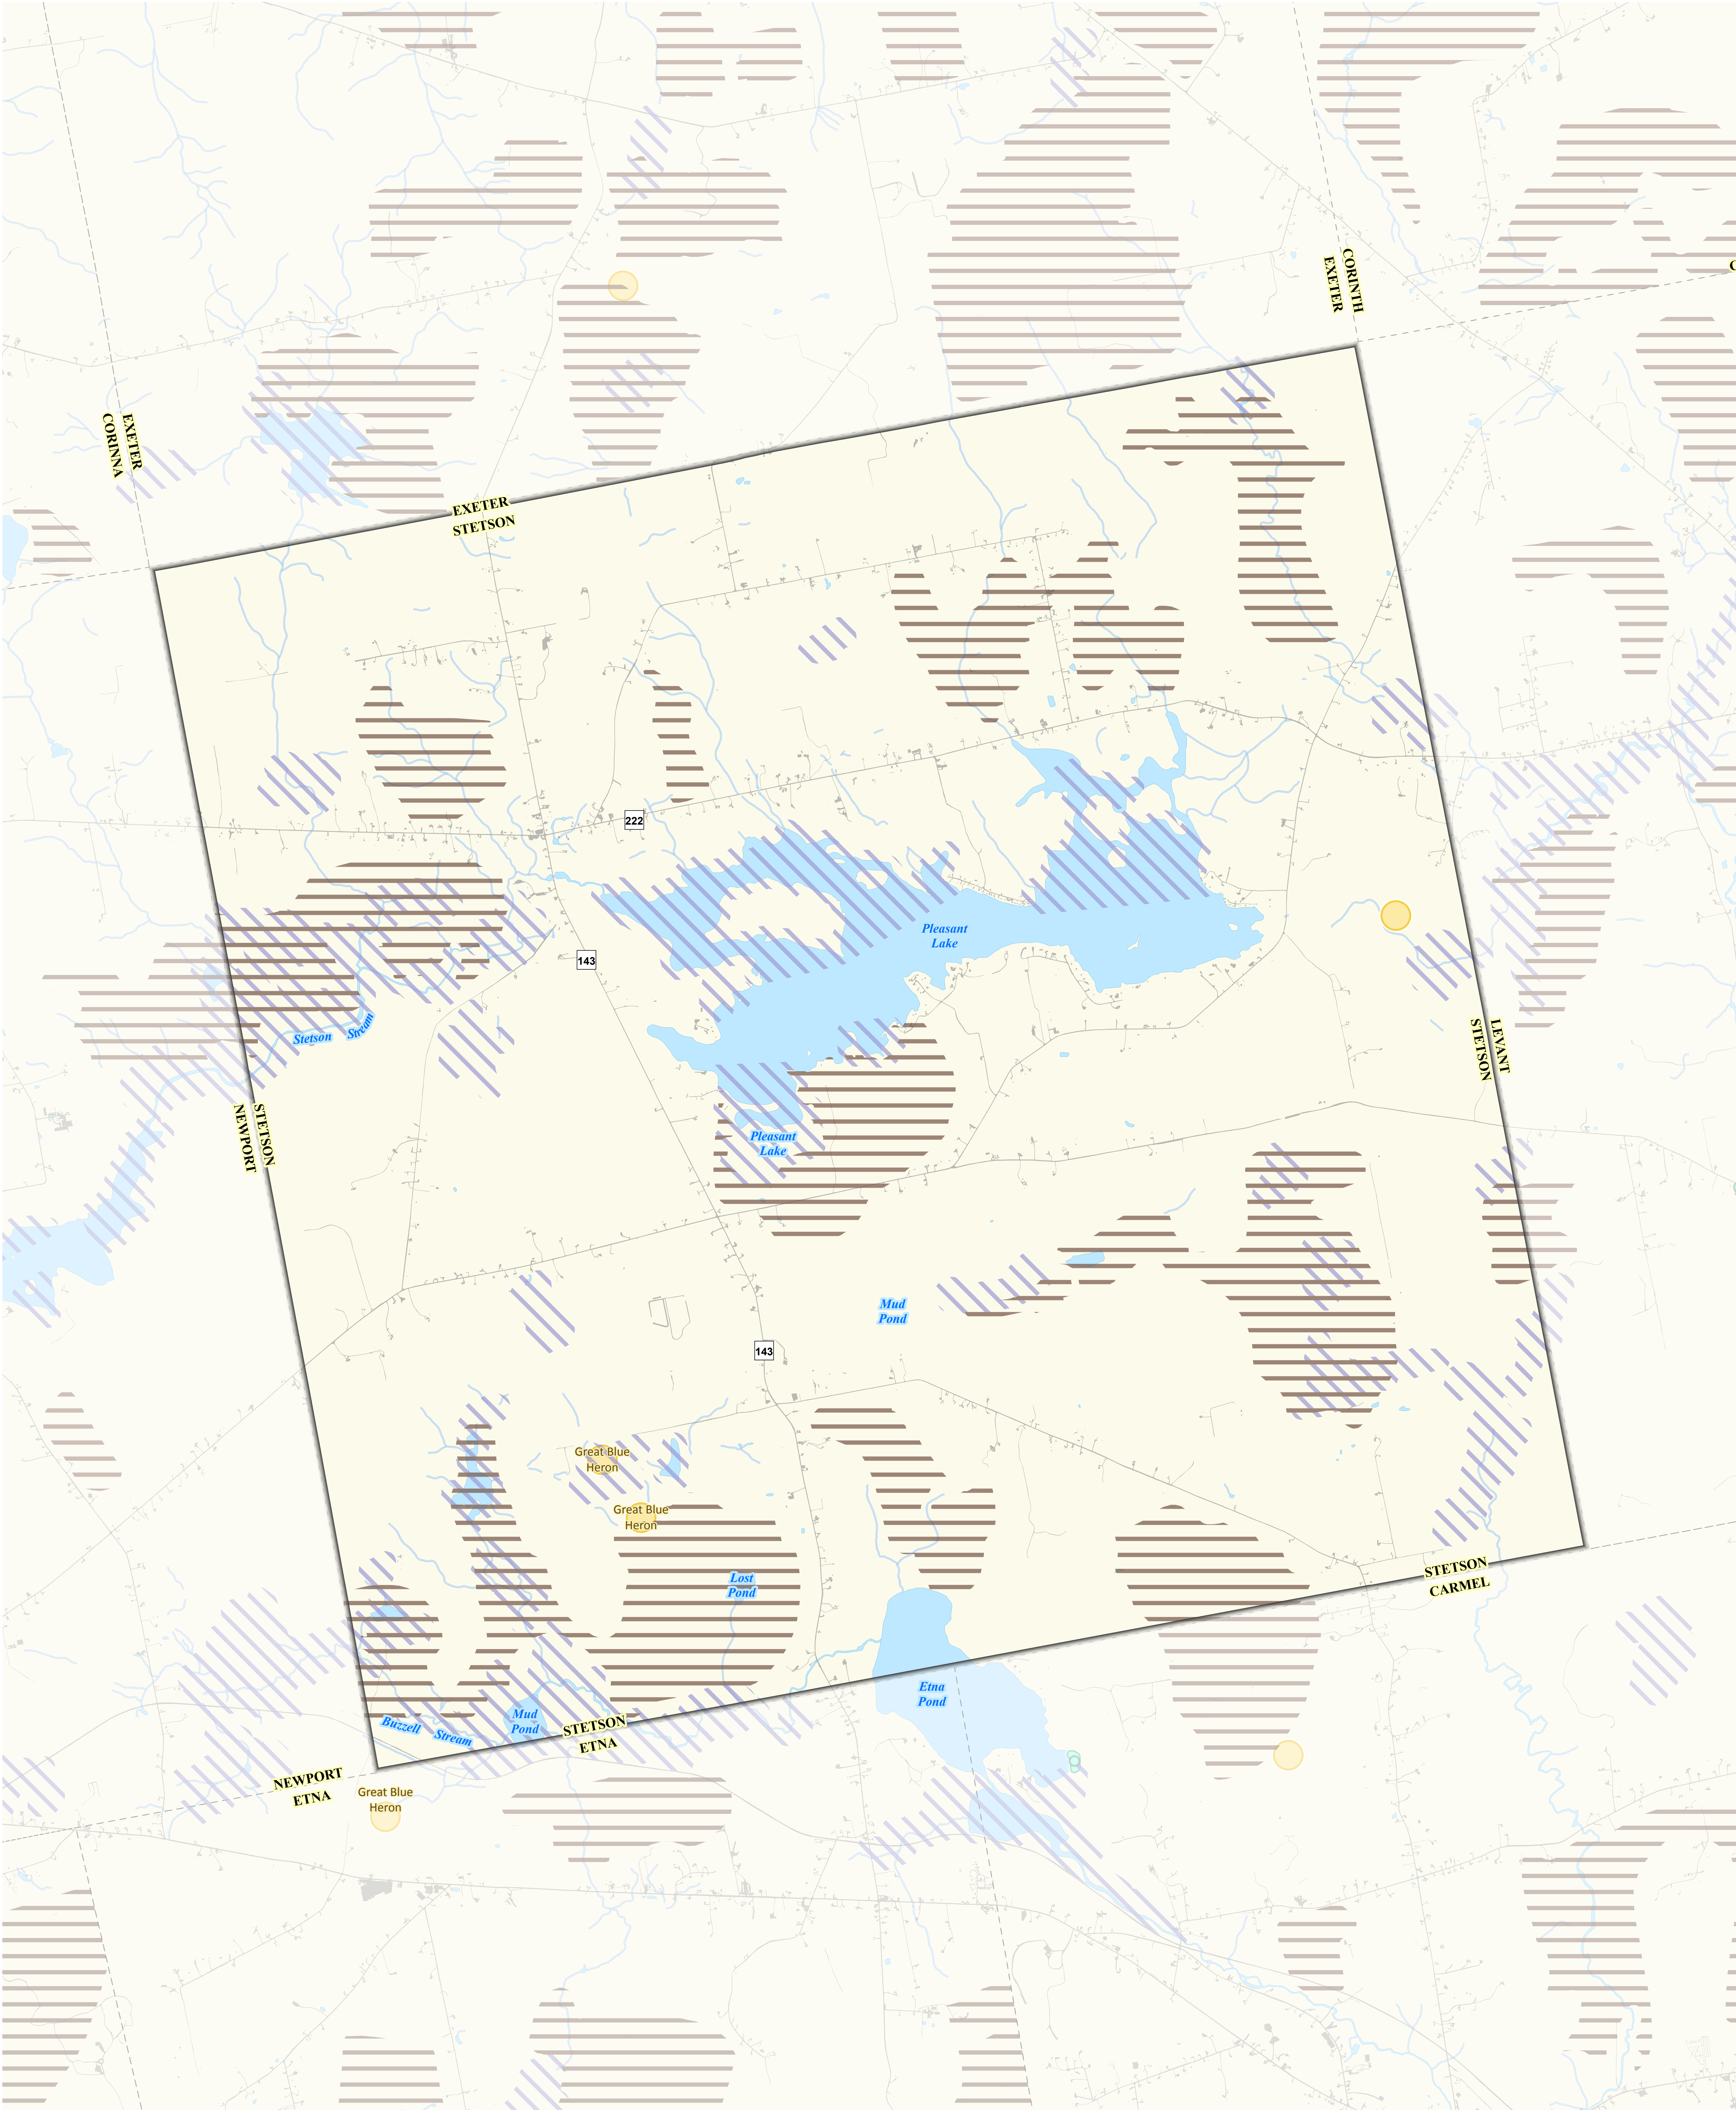 CORINTH
EXETER
C
EXETER
CORINNA
EXETER
STETSON
222
Pleasant
Lake
143
Stetson Stream
LEVANT
STETSON
STETSON
NEWPORT
Pleasant
Lake
Mud
Pond
143
Great Blue
Heron
Great Blue
Heron
Lost
Pond
STETSON
CARMEL
Etna
Pond
Mud
Pond
Buzzell Stream
STETSON
ETNA
NEWPORT
ETNA
Great Blue
Heron